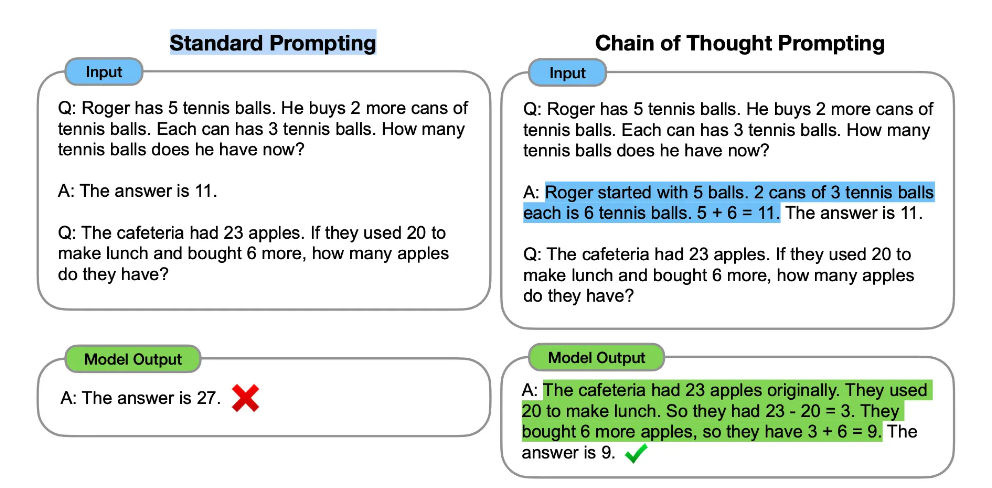 Standard Prompting
Input
Q: Roger has 5 tennis balls. He buys 2 more cans of
tennis balls. Each can has 3 tennis balls. How many
tennis balls does he have now?
A: The answer is 11.
Q: The cafeteria had 23 apples. If they used 20 to
make lunch and bought 6 more, how many apples
do they have?
Model Output
A: The answer is 27.
Chain of Thought Prompting
Input
Q: Roger has 5 tennis balls. He buys 2 more cans of
tennis balls. Each can has 3 tennis balls. How many
tennis balls does he have now?
A: Roger started with 5 balls. 2 cans of 3 tennis balls
each is 6 tennis balls. 5 + 6 = 11. The answer is 11.
Q: The cafeteria had 23 apples. If they used 20 to
make lunch and bought 6 more, how many apples
do they have?
Model Output
A: The cafeteria had 23 apples originally. They used
20 to make lunch. So they had 23 - 20 = 3. They
bought 6 more apples, so they have 3 + 6 = 9. The
answer is 9.